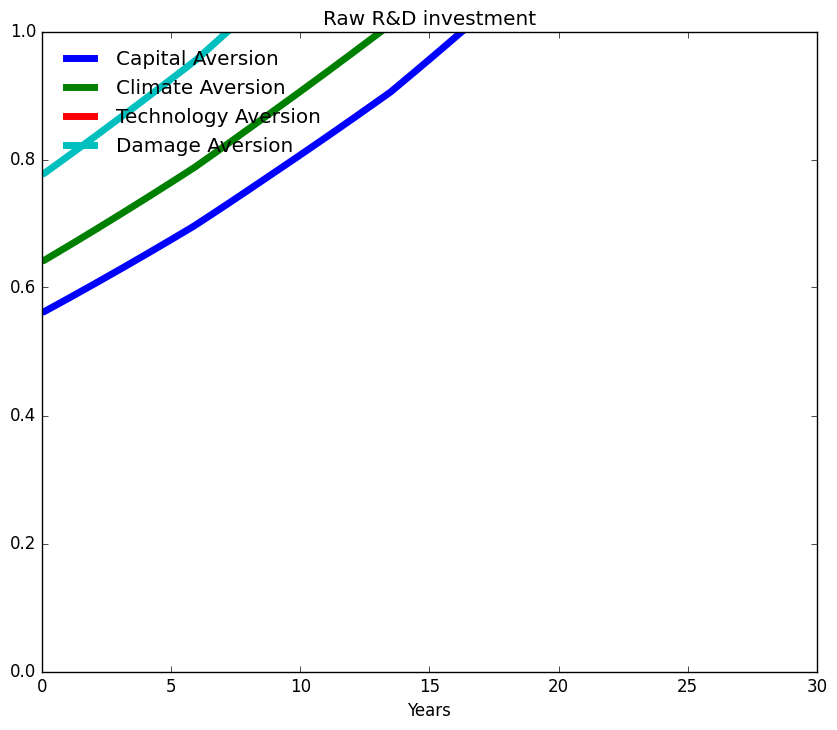 Raw R&D investment
1.0
0.8
0.6
0.4
0.2
0.0
Capital Aversion
Climate Aversion
Technology Aversion
Damage Aversion
0 5 10 15 20 25 30
Years